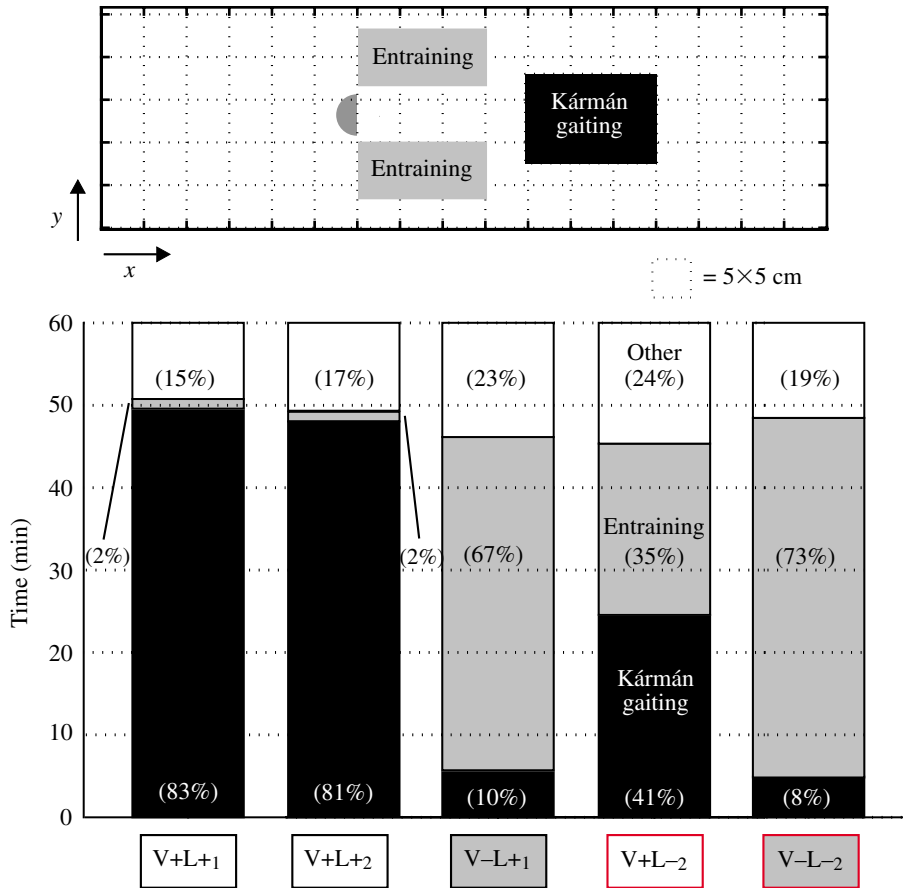 Entraining
Kármán
gaiting
Entraining
y
x
= 5×5 cm
Time (min)
60
50
40
30
20
10
0
(15%)
(2%)
(83%)
(17%)
(2%)
(81%)
(23%)
(67%)
(10%)
Other
(24%)
Entraining
(35%)
Kármán
gaiting
(41%)
(19%)
(73%)
(8%)
V+L+1
V+L+2
V–L+1
V+L–2
V–L–2